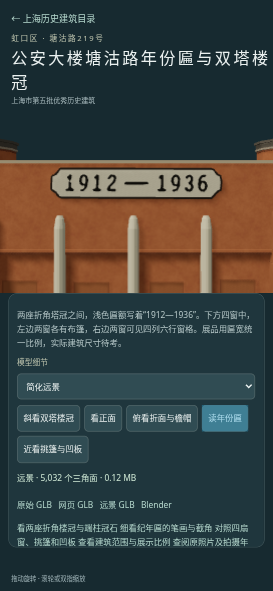 ← 上海历史建筑目录
虹口区 · 塘沽路219号
公安大楼塘沽路年份匾与双塔楼
冠
上海市第五批优秀历史建筑
1912 — 1936
两座折角塔冠之间，浅色匾额写着“1912—1936”。下方四窗中，
左边两窗各有布篷，右边两窗可见四列六行窗格。展品用匾宽统
一比例，实际建筑尺寸待考。
模型细节
简化远景
斜看双塔楼冠 看正面 俯看折面与檐帽 读年份匾
近看挑篷与凹板
远景 · 5,032 个三角面 · 0.12 MB
原始 GLB 网页 GLB 远景 GLB Blender
看两座折角楼冠与端柱冠石 细看纪年匾的笔画与截角 对照四扇
窗、挑篷和凹板 查看建筑范围与展示比例 查阅原照片及拍摄年
拖动旋转 · 滚轮或双指缩放